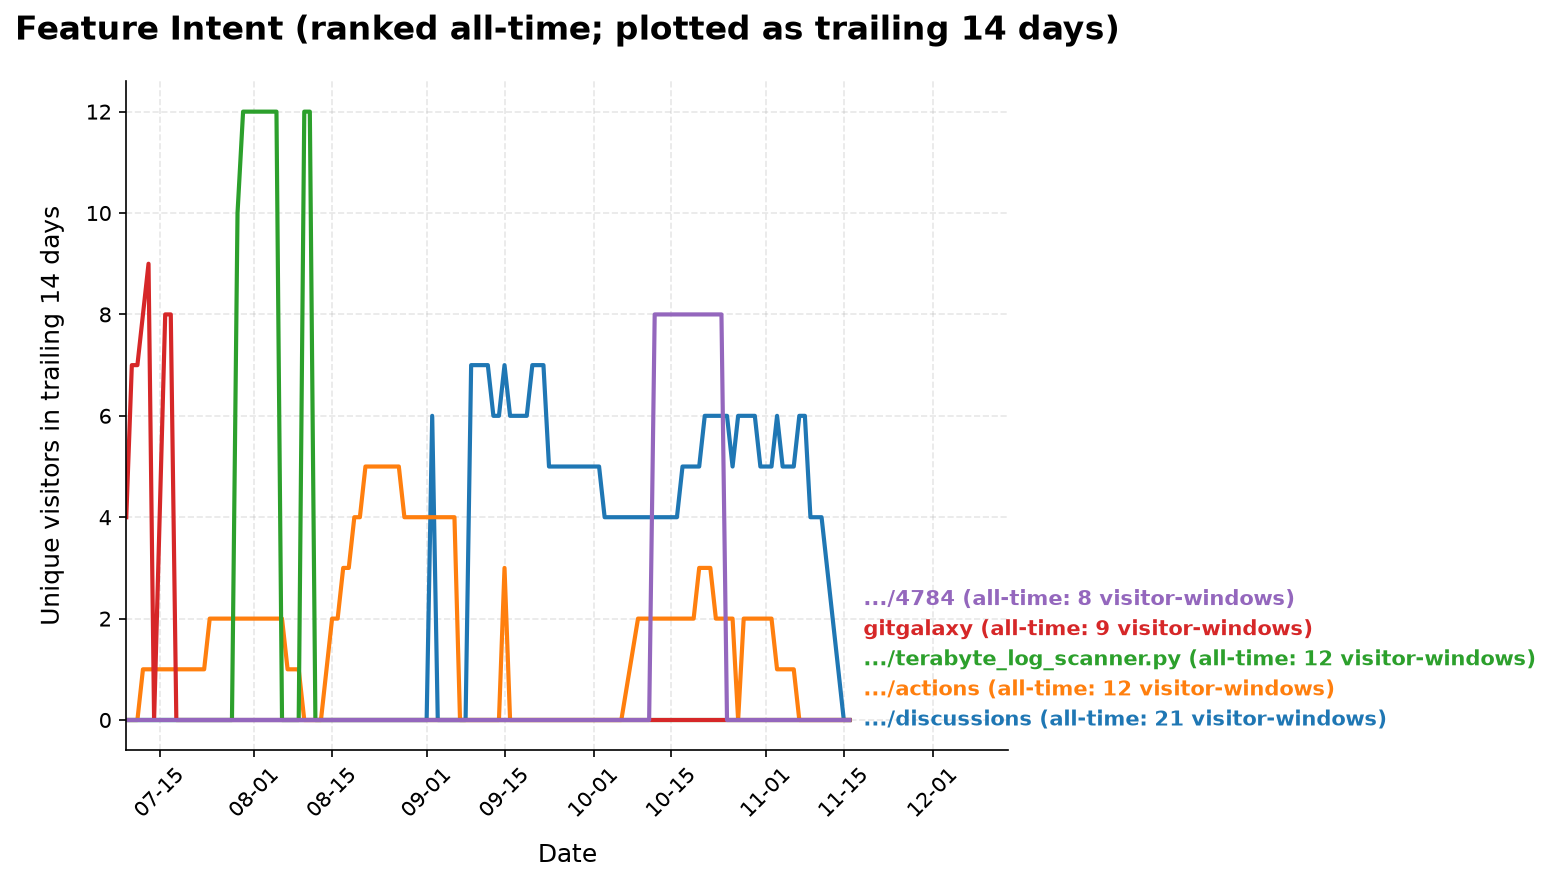 Feature Intent (ranked all-time; plotted as trailing 14 days)
Unique visitors in trailing 14 days
12
10
8
6
4
2
0
.../4784 (all-time: 8 visitor-windows)
gitgalaxy (all-time: 9 visitor-windows)
.../terabyte_log_scanner.py (all-time: 12 visitor-windows)
.../actions (all-time: 12 visitor-windows)
.../discussions (all-time: 21 visitor-windows)
07-15
08-01
08-15
09-01
09-15
10-01
10-15
11-01
11-15
12-01
Date